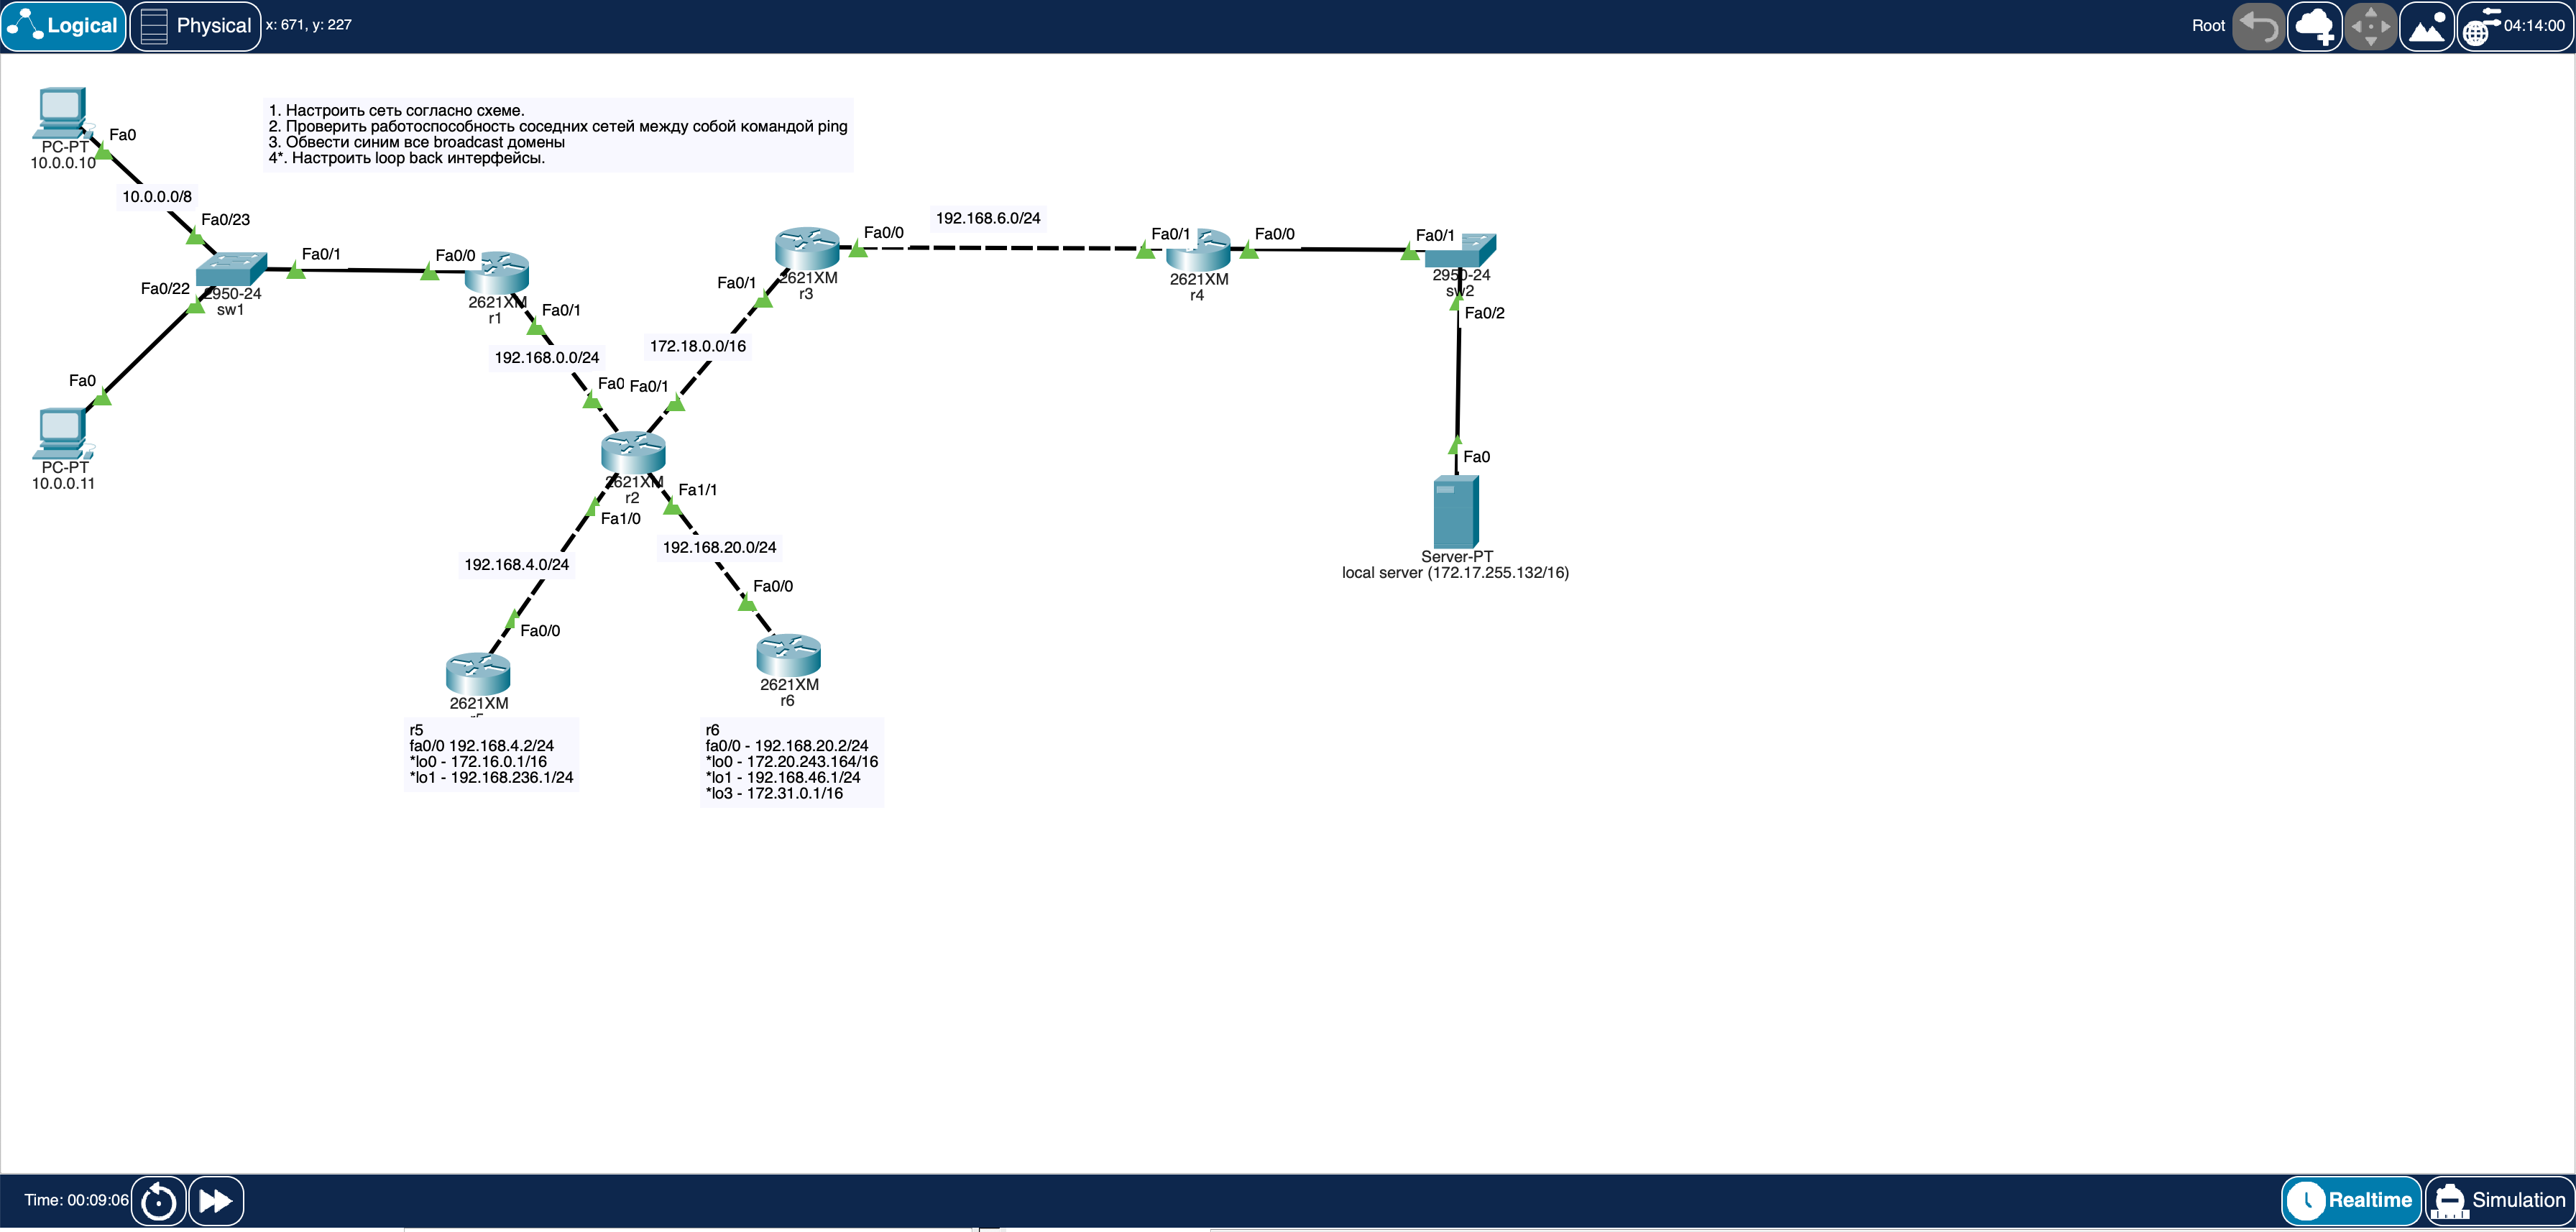 Logical
Physical
x: 671, y: 227
Root
04:14:00
1. Настроить сеть согласно схеме.
2. Проверить работоспособность соседних сетей между собой командой ping
3. Обвести синим все broadcast домены
4*. Настроить loop back интерфейсы.
Fa0
PC-PT
10.0.0.10
10.0.0.0/8
Fa0/23
Fa0/1
Fa0/22
2950-24
sw1
Fa0
PC-PT
10.0.0.11
Fa0/0
2621XM
r1
Fa0/1
192.168.0.0/24
Fa0
Fa0/1
172.18.0.0/16
Fa0/1
2621XM
r3
Fa0/0
192.168.6.0/24
Fa0/1
Fa0/0
2621XM
r4
Fa0/1
2950-24
sw2
Fa0/2
Fa0
Server-PT
local server (172.17.255.132/16)
2621XM
r2
Fa1/0
Fa1/1
192.168.4.0/24
192.168.20.0/24
Fa0/0
Fa0/0
2621XM
2621XM
r6
r5
fa0/0 192.168.4.2/24
*lo0 - 172.16.0.1/16
*lo1 - 192.168.236.1/24
r6
fa0/0 - 192.168.20.2/24
*lo0 - 172.20.243.164/16
*lo1 - 192.168.46.1/24
*lo3 - 172.31.0.1/16
Time: 00:09:06
Realtime
Simulation